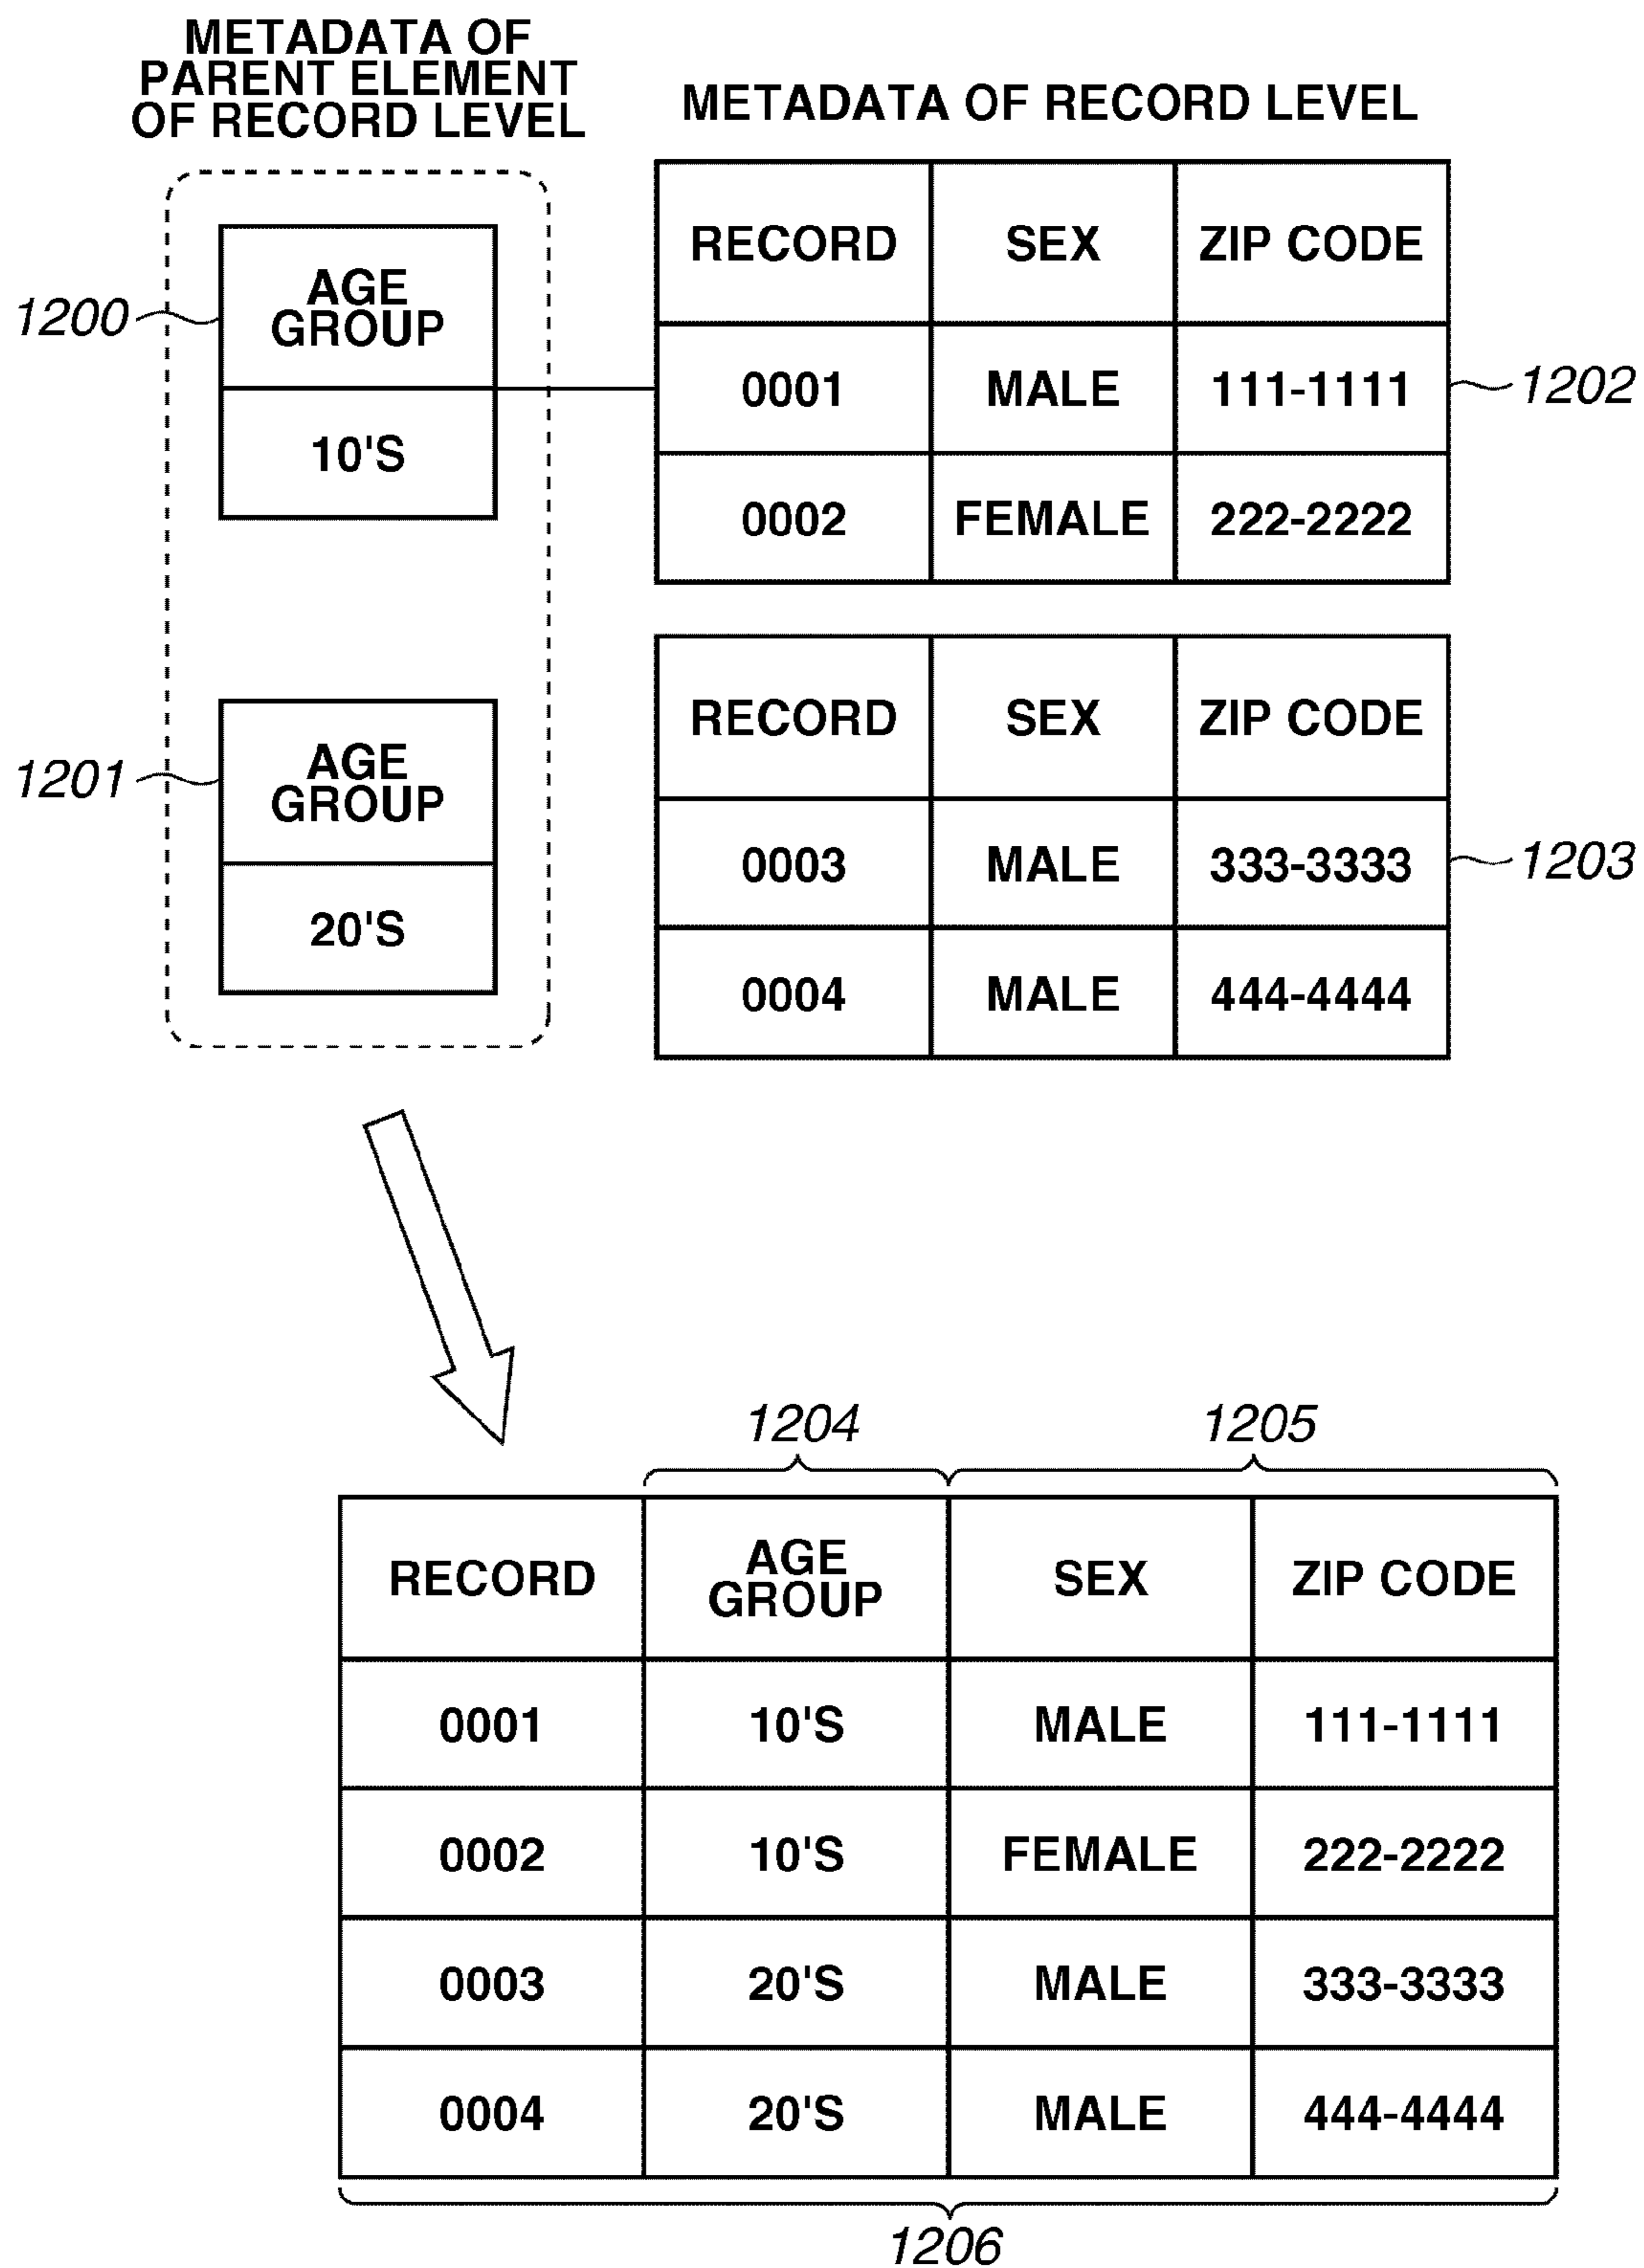 METADATA OF
PARENT ELEMENT
OF RECORD LEVEL
METADATA OF RECORD LEVEL
1200
AGE
GROUP
10'S
RECORD SEX ZIP CODE
0001 MALE 111-1111
0002 FEMALE 222-2222
1202
1201
AGE
GROUP
20'S
RECORD SEX ZIP CODE
0003 MALE 333-3333
0004 MALE 444-4444
1203
1204 1205
RECORD AGE GROUP SEX ZIP CODE
0001 10'S MALE 111-1111
0002 10'S FEMALE 222-2222
0003 20'S MALE 333-3333
0004 20'S MALE 444-4444
1206